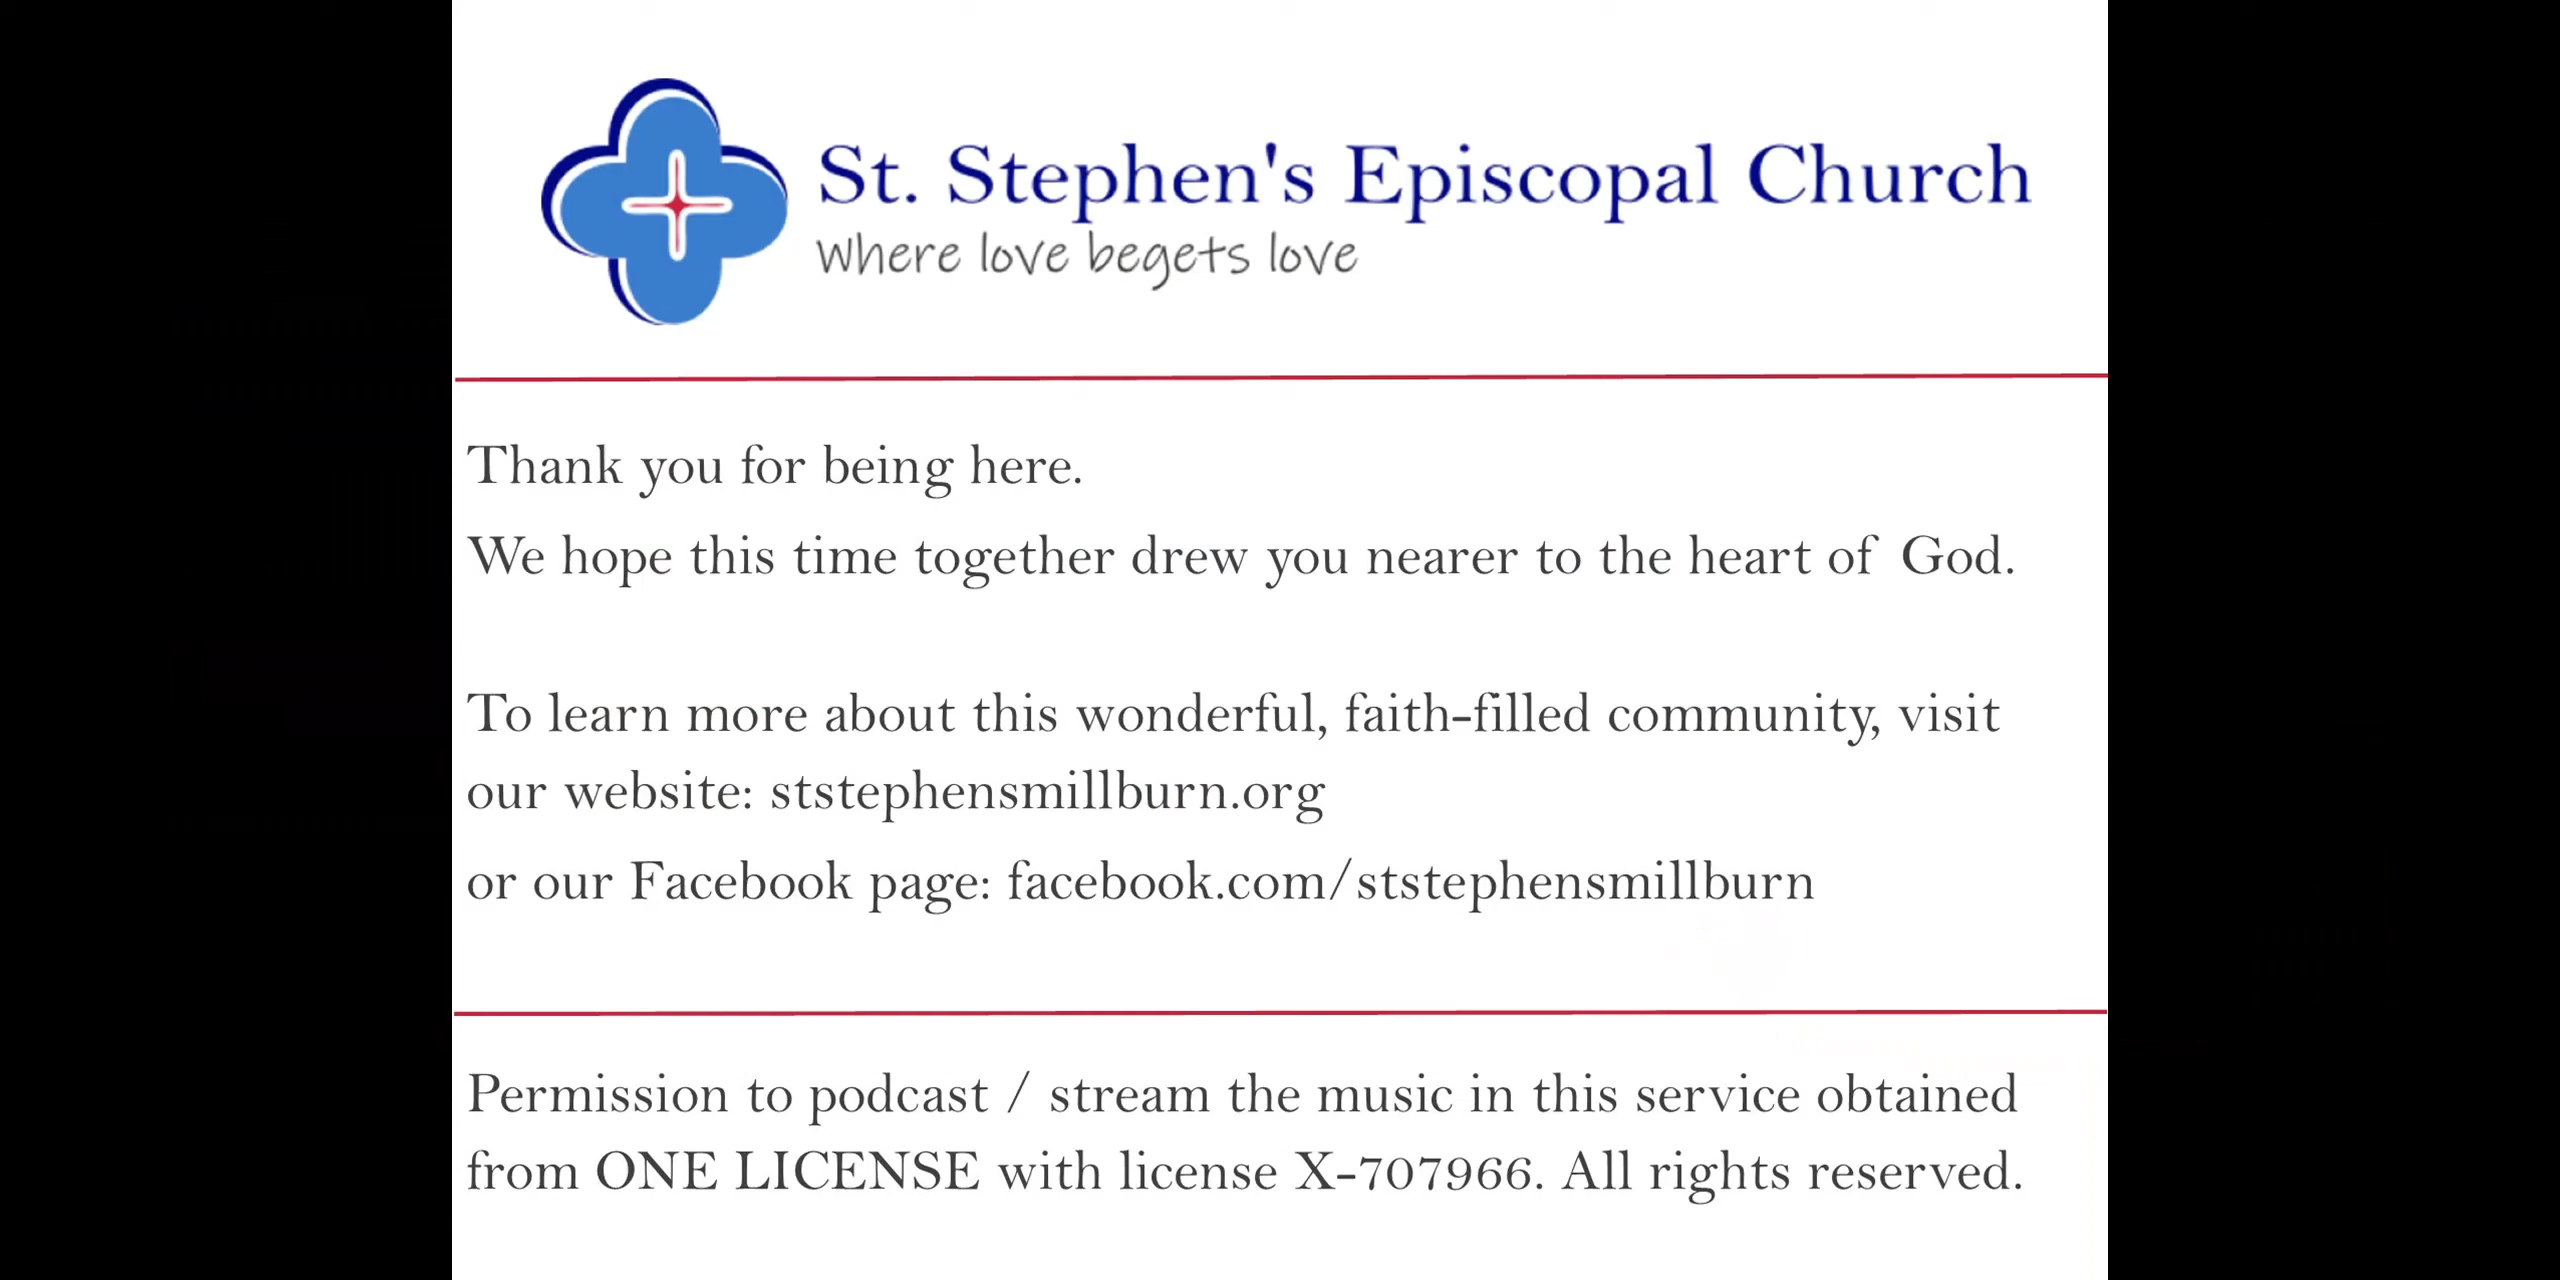 St. Stephen's Episcopal Church
Where love begets love
Thank you for being here.
We hope this time together drew you nearer to the heart of God.
To learn more about this wonderful, faith-filled community, visit
our website: ststephensmillburn.org
or our Facebook page: facebook.com/ststephensmillburn
Permission to podcast / stream the music in this service obtained
from ONE LICENSE with license X-707966. All rights reserved.